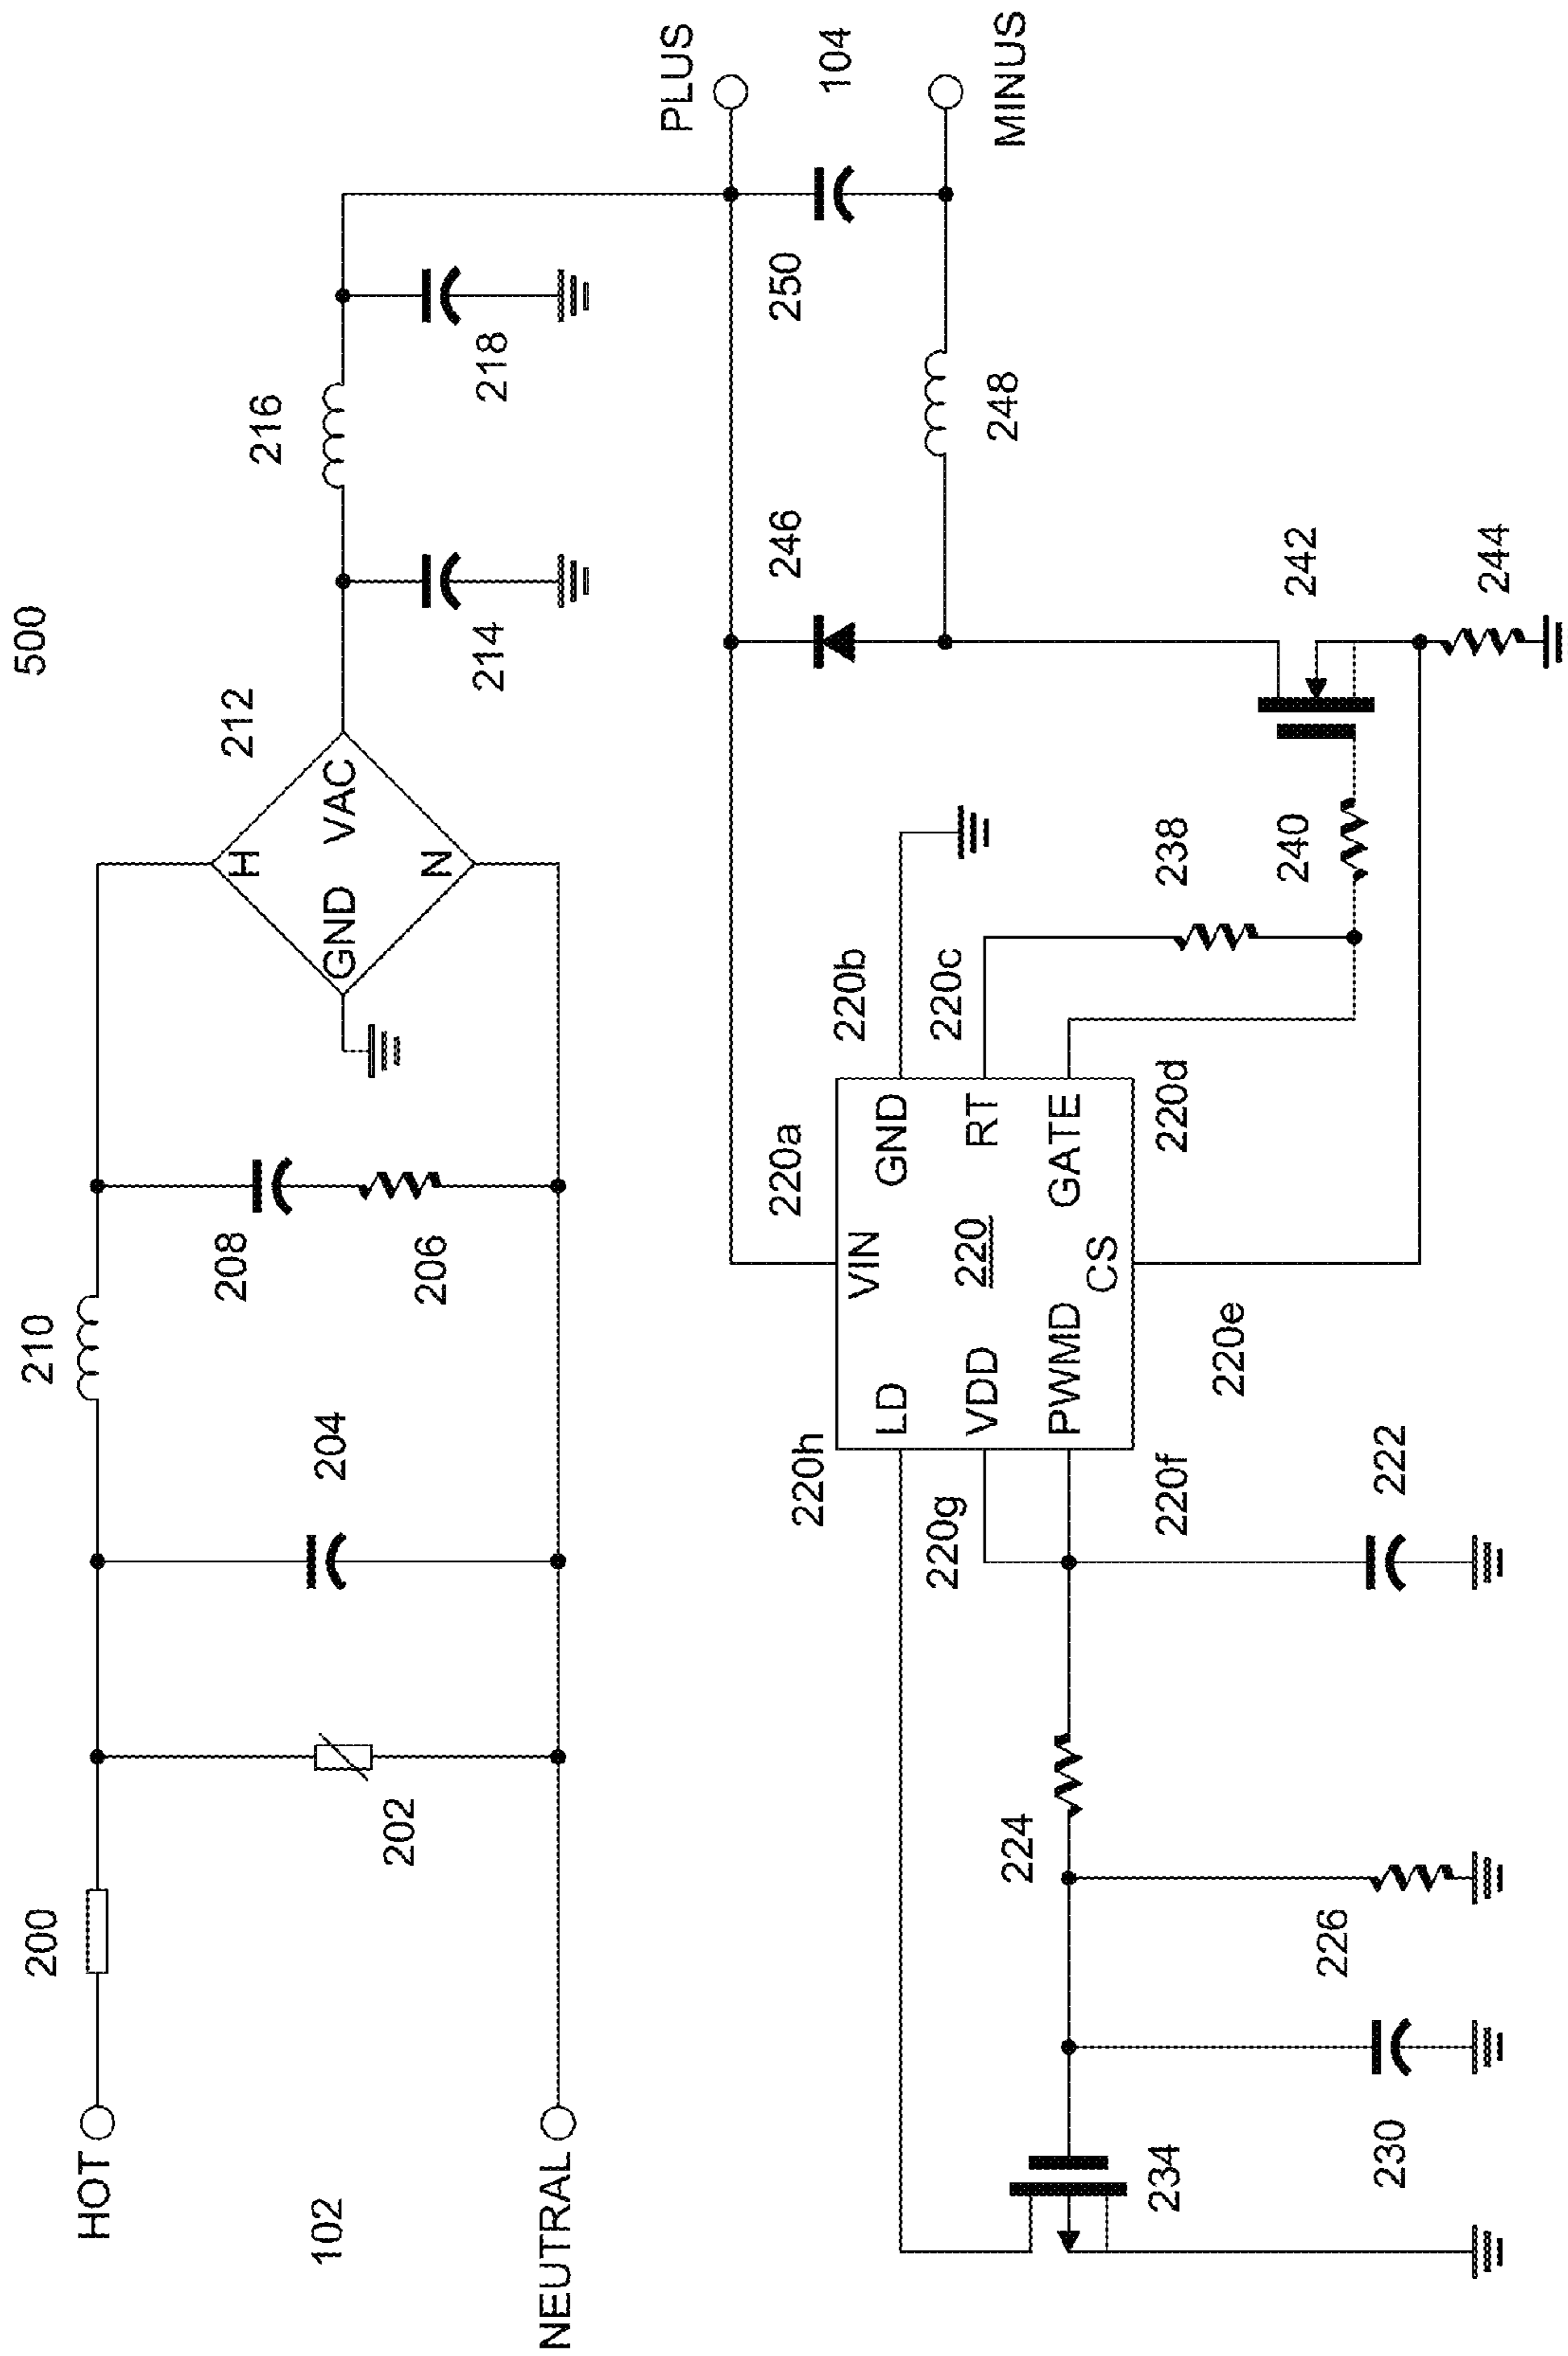 500
HOT
200
102
NEUTRAL
202
204
210
208
206
212
H
GND
VAC
N
214
216
218
PLUS
104
MINUS
250
246
248
220a
220b
220c
220d
220e
220f
220g
220h
LD
VIN
GND
VDD
220
RT
PWMD
CS
GATE
238
240
242
244
222
224
226
230
234